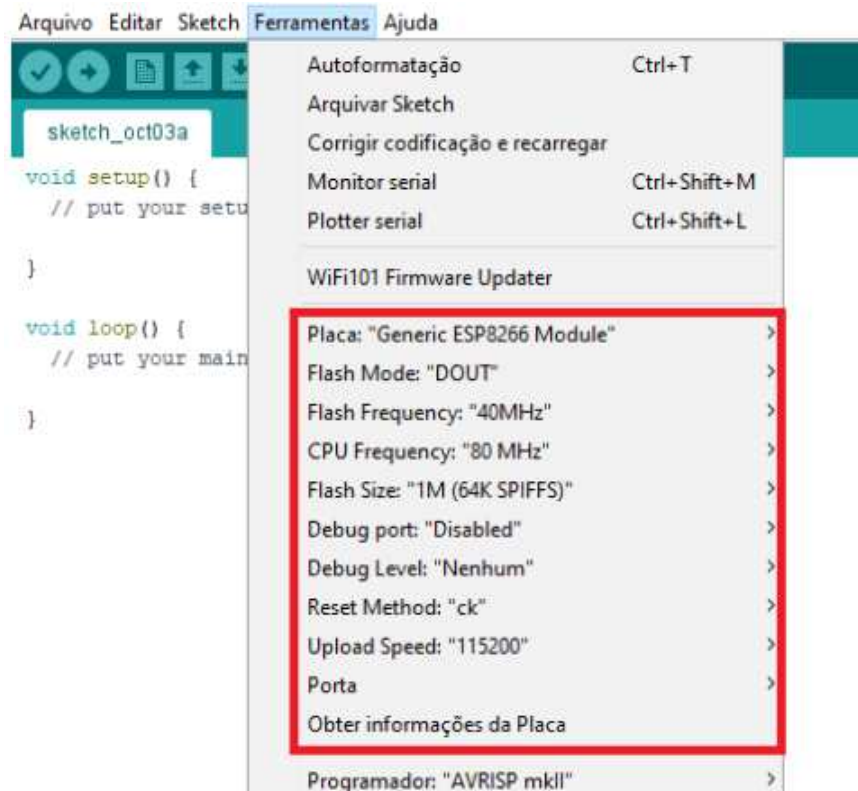 Arquivo Editar Sketch Ferramentas Ajuda
Autoformatação Ctrl+T
Arquivar Sketch
sketch_oct03a
Corrigir codificação e recarregar
void setup() {
Monitor serial Ctrl+Shift+M
// put your setu
Plotter serial Ctrl+Shift+L
}
WiFi101 Firmware Updater
void loop() {
Placa: "Generic ESP8266 Module"
// put your main
Flash Mode: "DOUT"
Flash Frequency: "40MHz"
}
CPU Frequency: "80 MHz"
Flash Size: "1M (64K SPIFFS)"
Debug port: "Disabled"
Debug Level: "Nenhum"
Reset Method: "ck"
Upload Speed: "115200"
Porta
Obter informações da Placa
Programador: "AVRISP mkII"